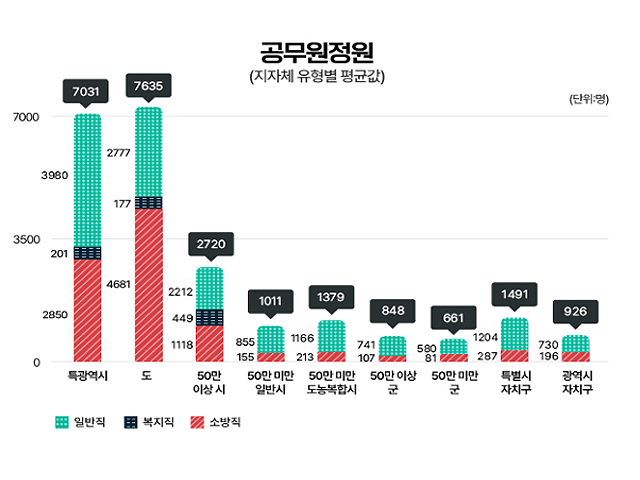 공무원정원
(지자체 유형별 평균값)
(단위:명)
7000
3500
0
7031
3980
201
2850
7635
2777
177
4681
2720
2212
449
1118
1011
855
155
1379
1166
213
848
741
107
661
580
81
1491
1204
287
926
730
196
특광역시
도
50만
이상 시
50만 미만
일반시
50만 미만
도농복합시
50만 이상
군
50만 미만
군
특별시
자치구
광역시
자치구
일반직
복지직
소방직